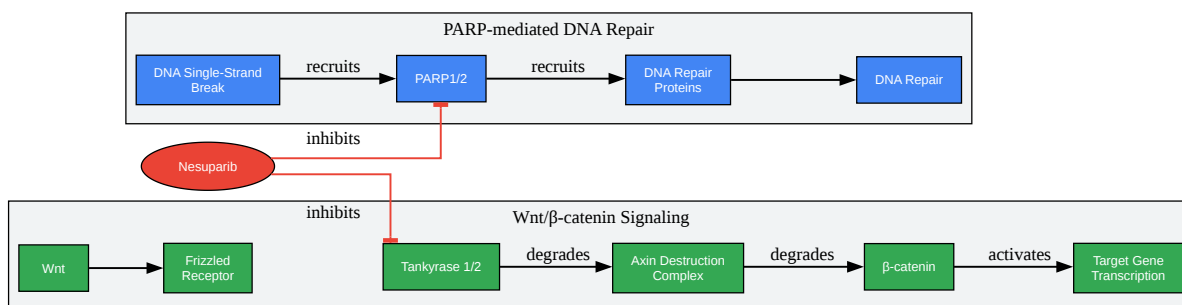 PARP-mediated DNA Repair
DNA Single-Strand
Break
recruits
PARP1/2
recruits
DNA Repair
Proteins
DNA Repair
inhibits
Nesuparib
inhibits
Wnt/β-catenin Signaling
Wnt
Frizzled
Receptor
Tankyrase 1/2
degrades
Axin Destruction
Complex
degrades
β-catenin
activates
Target Gene
Transcription